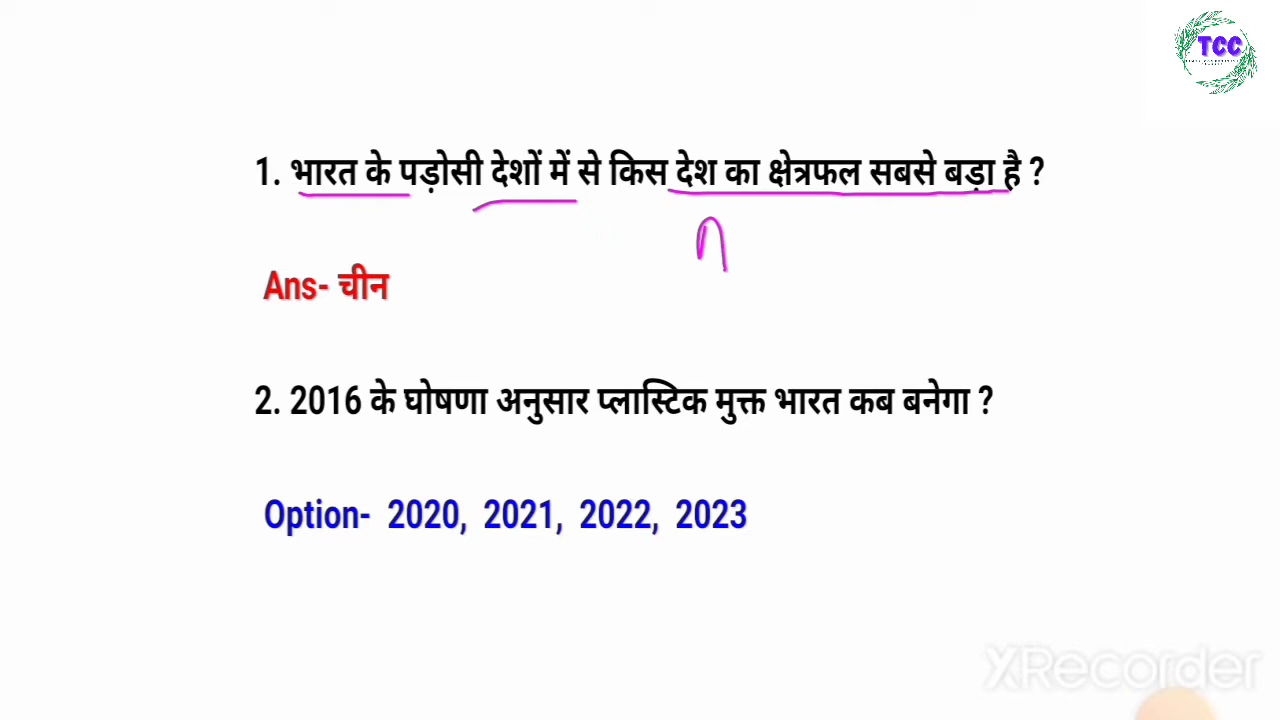 TCC
1. भारत के पड़ोसी देशों में से किस देश का क्षेत्रफल सबसे बड़ा है ?
Ans- चीन
2. 2016 के घोषणा अनुसार प्लास्टिक मुक्त भारत कब बनेगा ?
Option- 2020, 2021, 2022, 2023
XRecorder